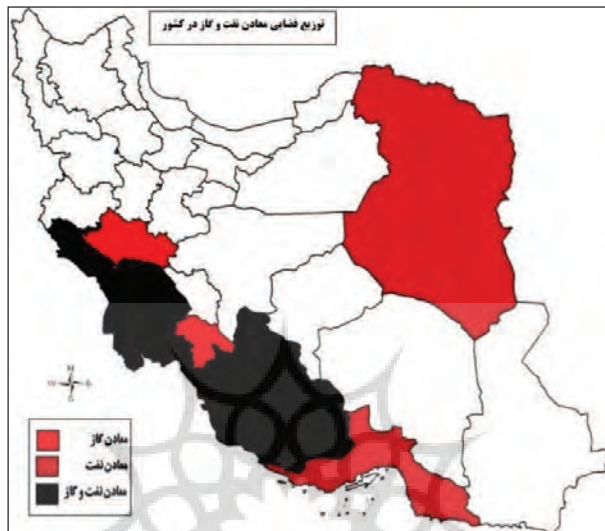 توزیع فضایی معادن نفت و گاز در کشور
N
W E
S
معادن گاز
معادن نفت
معادن نفت و گاز